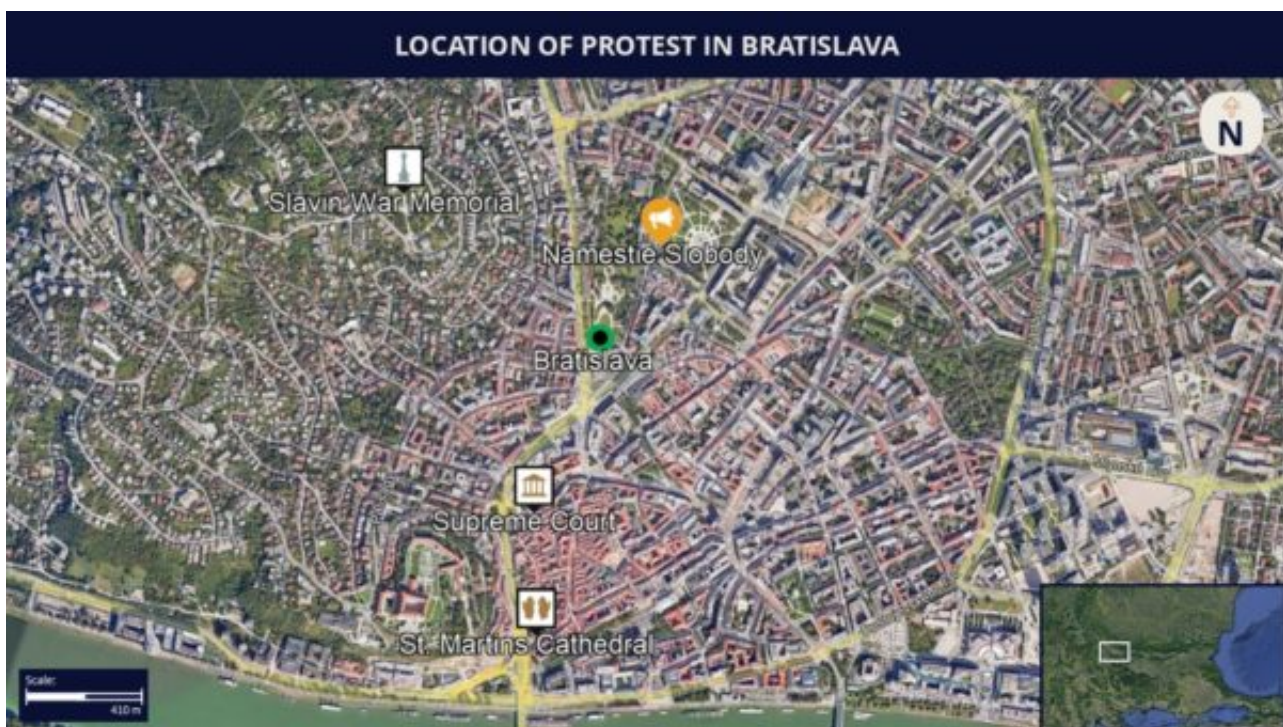 LOCATION OF PROTEST IN BRATISLAVA
N
Slavin War Memorial
Namestie Slobody
Bratislava
Supreme Court
St. Martins Cathedral
Scale:
410 m